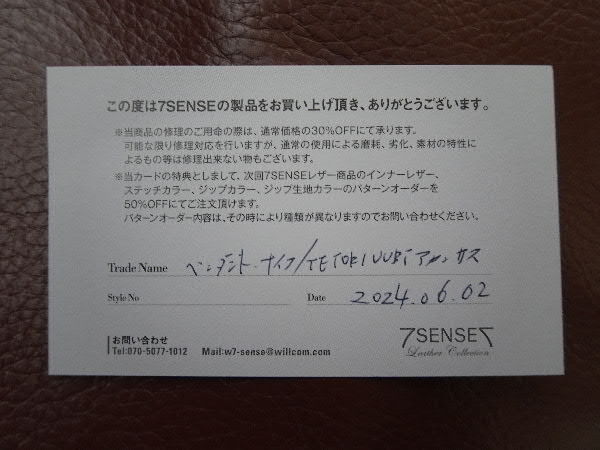 この度は7SENSEの製品をお買い上げ頂き、ありがとうございます。
※当商品の修理のご用命の際は、通常価格の30%OFFにて承ります。
可能な限り修理対応を行いますが、通常の使用による磨耗、劣化、素材の特性に
よるもの等は修理出来ない物もございます。
※当カードの特典としまして、次回7SENSEレザー商品のインナーレザー、
ステッチカラー、ジップカラー、ジップ生地カラーのパターンオーダーを
50%OFFにてご注文頂けます。
パターンオーダー内容は、その時により種類が異なりますのでお問い合わせください。
Trade Name ペンダント・ナイフ/
Style No
Date 2024.06.02
お問い合わせ
Tel:070-5077-1012 Mail:w7-sense@willcom.com
7SENSE7
Leather Collection